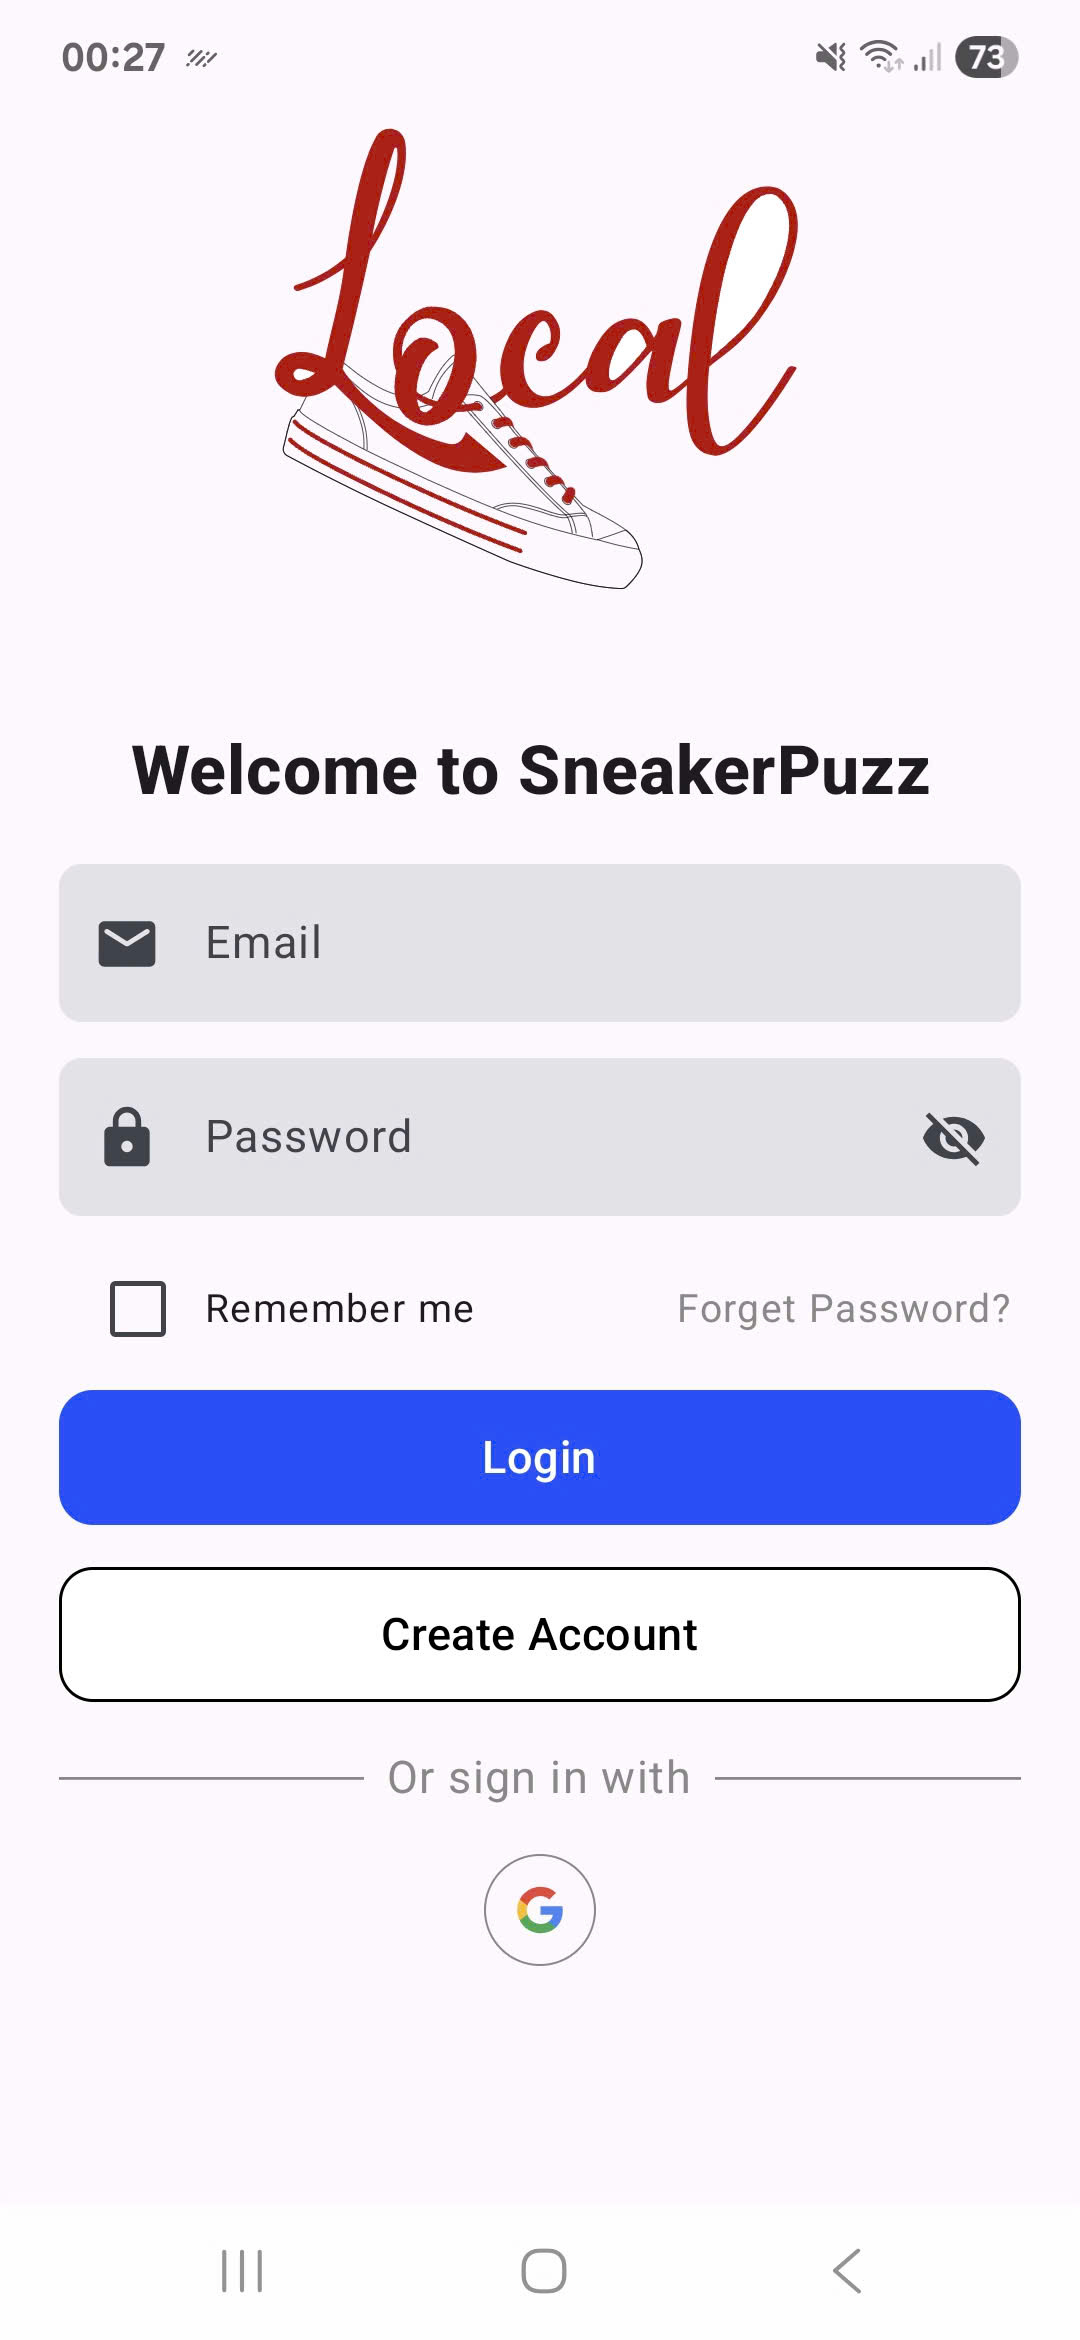 00:27
73
Local
Welcome to SneakerPuzz
Email
Password
Remember me
Forget Password?
Login
Create Account
Or sign in with
G